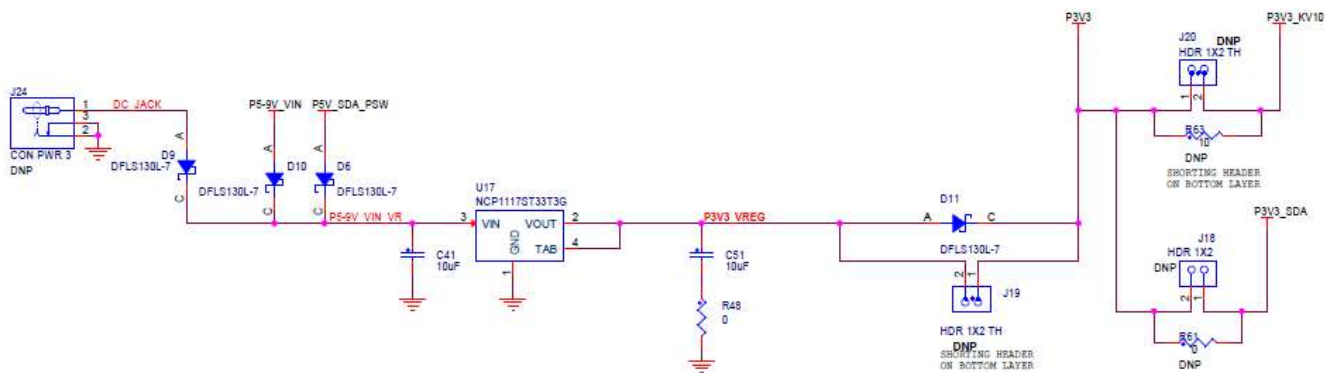 J24
CON PWR 3
DNP
1
3
2
DC_JACK
A
D9
DFLS130L-7
C
P5-9V_VIN
A
D10
DFLS130L-7
C
P5V_SDA_PSW
A
D6
DFLS130L-7
C
P5-9V_VIN_VR
C41
10uF
U17
NCP1117ST33T3G
3
VIN
VOUT
2
TAB
4
GND
1
P3V3_VREG
C51
10uF
R48
0
D11
A
C
DFLS130L-7
2
1
J19
HDR 1X2 TH
DNP
SHORTING HEADER
ON BOTTOM LAYER
P3V3
J20
DNP
HDR 1X2 TH
1
2
P3V3_KV10
R63
10
DNP
SHORTING HEADER
ON BOTTOM LAYER
P3V3_SDA
J18
HDR 1X2
DNP
2
1
R61
0
DNP